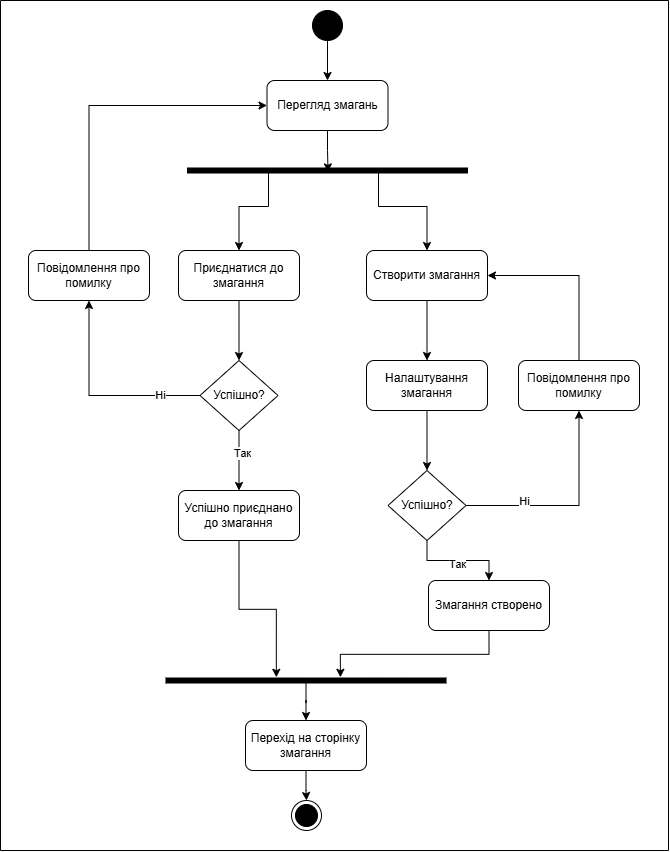 Перегляд змагань
Повідомлення про
помилку
Приєднатися до
змагання
Створити змагання
Налаштування
змагання
Повідомлення про
помилку
Ні
Успішно?
Так
Успішно приєднано
до змагання
Успішно?
Ні
Так
Змагання створено
Перехід на сторінку
змагання